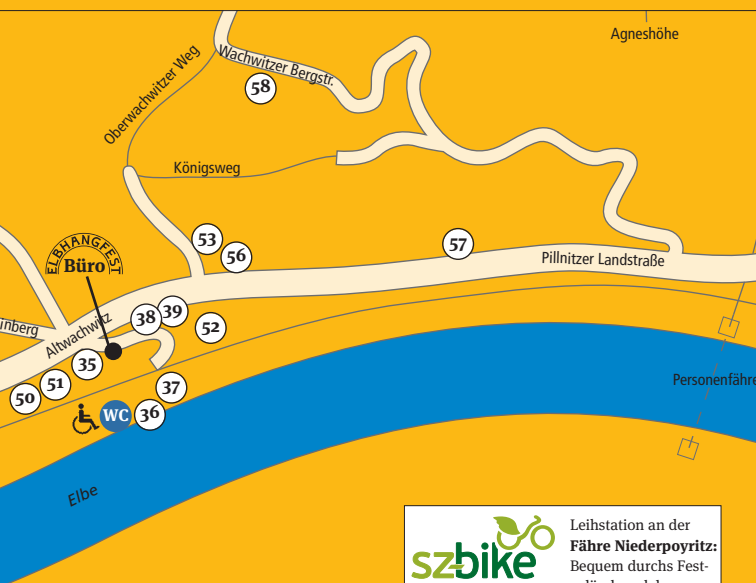 Agneshöhe
Wachwitzer Bergstr.
Oberwachwitzer Weg
58
Königsweg
53
56
57
ELBHANGFEST
Büro
Pillnitzer Landstraße
inberg
Altwachwitz
38
39
52
35
51
50
37
36
WC
Personenfähre
Elbe
szbike
Leihstation an der
Fähre Niederpoyritz:
Bequem durchs Fest-